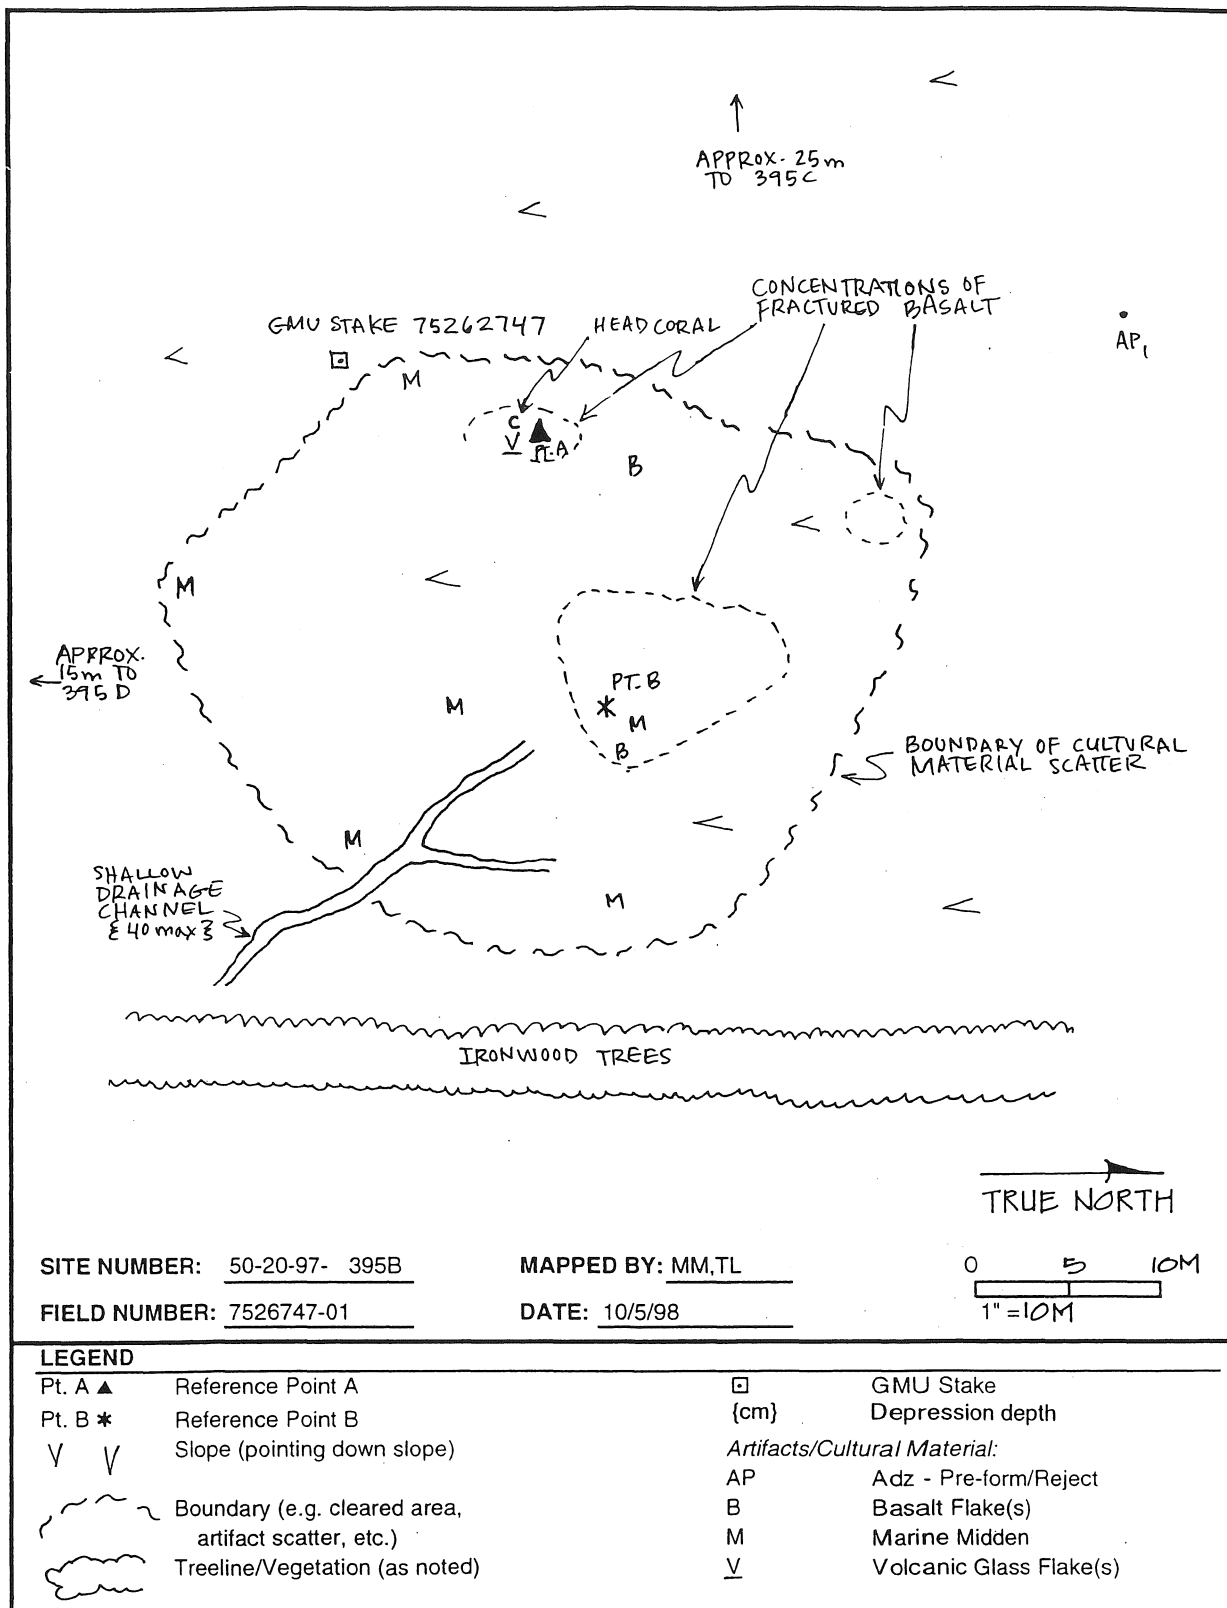 APPROX. 25m
TO 395C
CONCENTRATIONS OF
FRACTURED BASALT
GMU STAKE 75262747
HEAD CORAL
AP1
M
C
V
Pt. A
B
M
APPROX.
15m TO
395D
PT. B
M
M
B
BOUNDARY OF CULTURAL
MATERIAL SCATTER
M
SHALLOW
DRAINAGE
CHANNEL
{40 max}
M
IRONWOOD TREES
TRUE NORTH
SITE NUMBER: 50-20-97- 395B
MAPPED BY: MM,TL
0 5 10M
FIELD NUMBER: 7526747-01
DATE: 10/5/98
1" = 10M
LEGEND
Pt. A ▲ Reference Point A
Pt. B * Reference Point B
Slope (pointing down slope)
Boundary (e.g. cleared area,
artifact scatter, etc.)
Treeline/Vegetation (as noted)
GMU Stake
{cm} Depression depth
Artifacts/Cultural Material:
AP Adz - Pre-form/Reject
B Basalt Flake(s)
M Marine Midden
V Volcanic Glass Flake(s)